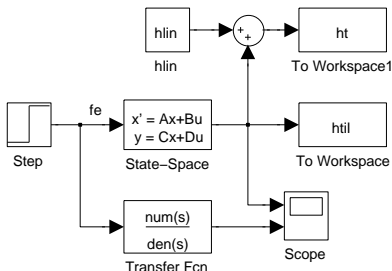 hlin
hlin
+
+
ht
To Workspace1
fe
Step
x' = Ax+Bu
y = Cx+Du
State−Space
htil
To Workspace
num(s)
den(s)
Transfer Fcn
Scope